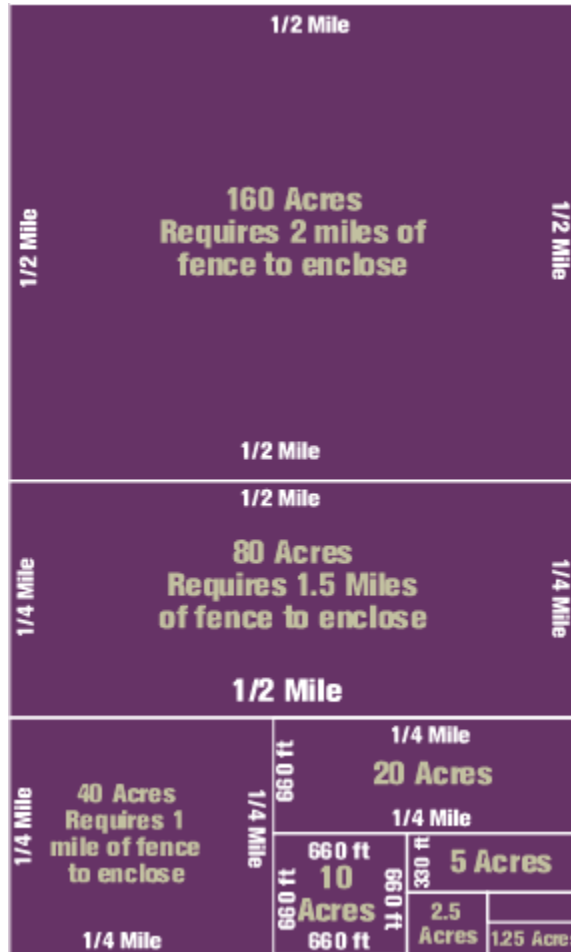 1/2 Mile
160 Acres
Requires 2 miles of
fence to enclose
1/2 Mile
1/2 Mile
1/2 Mile
1/2 Mile
80 Acres
Requires 1.5 Miles
of fence to enclose
1/4 Mile
1/4 Mile
1/2 Mile
40 Acres
Requires 1
mile of fence
to enclose
1/4 Mile
1/4 Mile
1/4 Mile
1/4 Mile
660 ft
20 Acres
1/4 Mile
660 ft
10
Acres
660 ft
660 ft
660 ft
330 ft
5 Acres
2.5
Acres
1.25 Acre